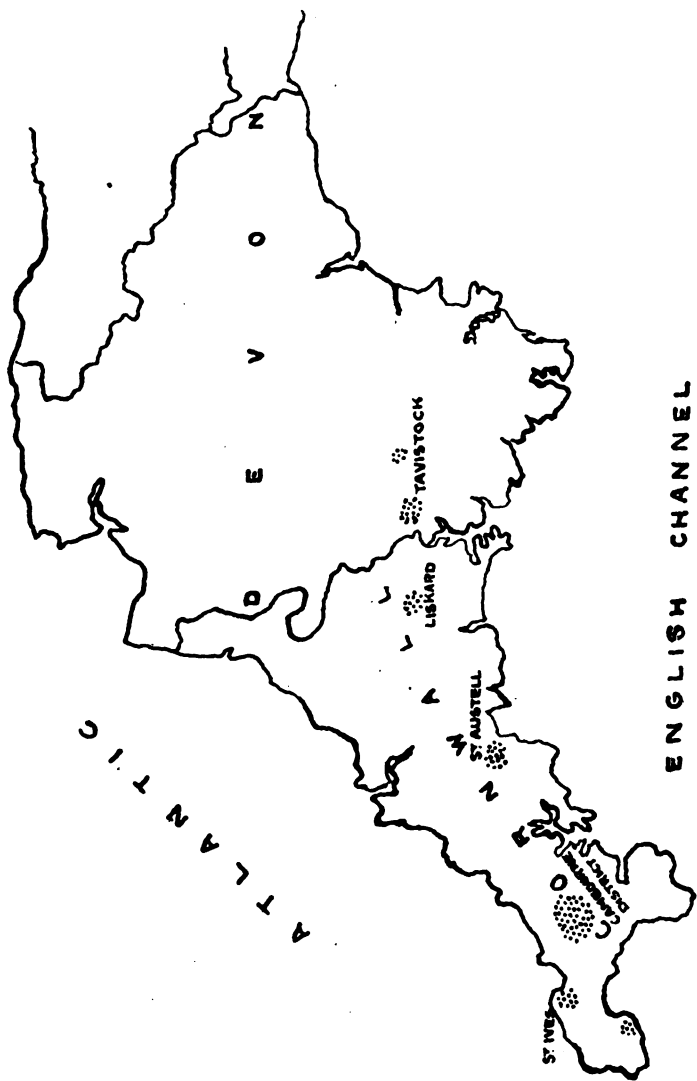 ATLANTIC
DEVON
CORNWALL
TAVISTOCK
LISKARD
ST AUSTELL
CAMBORNE
DISTRICT
ST IVES
ENGLISH CHANNEL